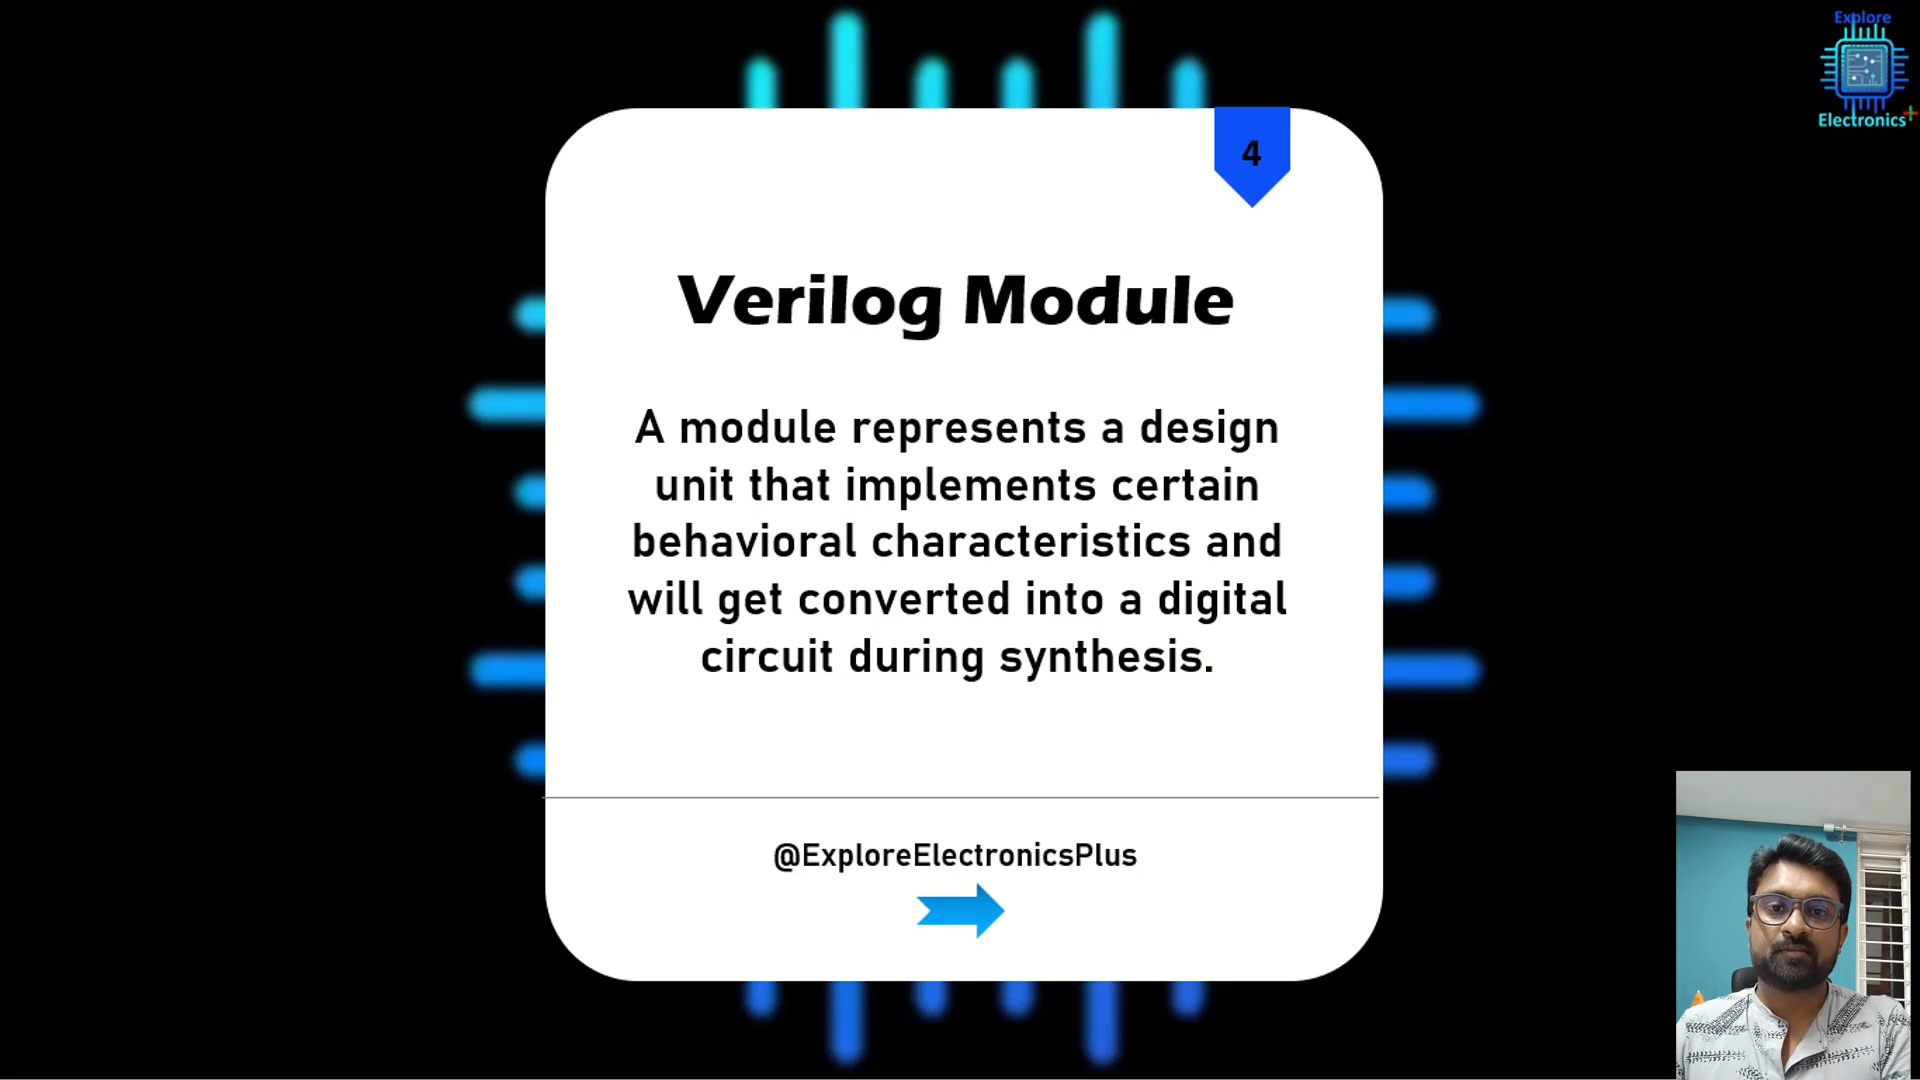 Explore
Electronics+
4
Verilog Module
A module represents a design
unit that implements certain
behavioral characteristics and
will get converted into a digital
circuit during synthesis.
@ExploreElectronicsPlus